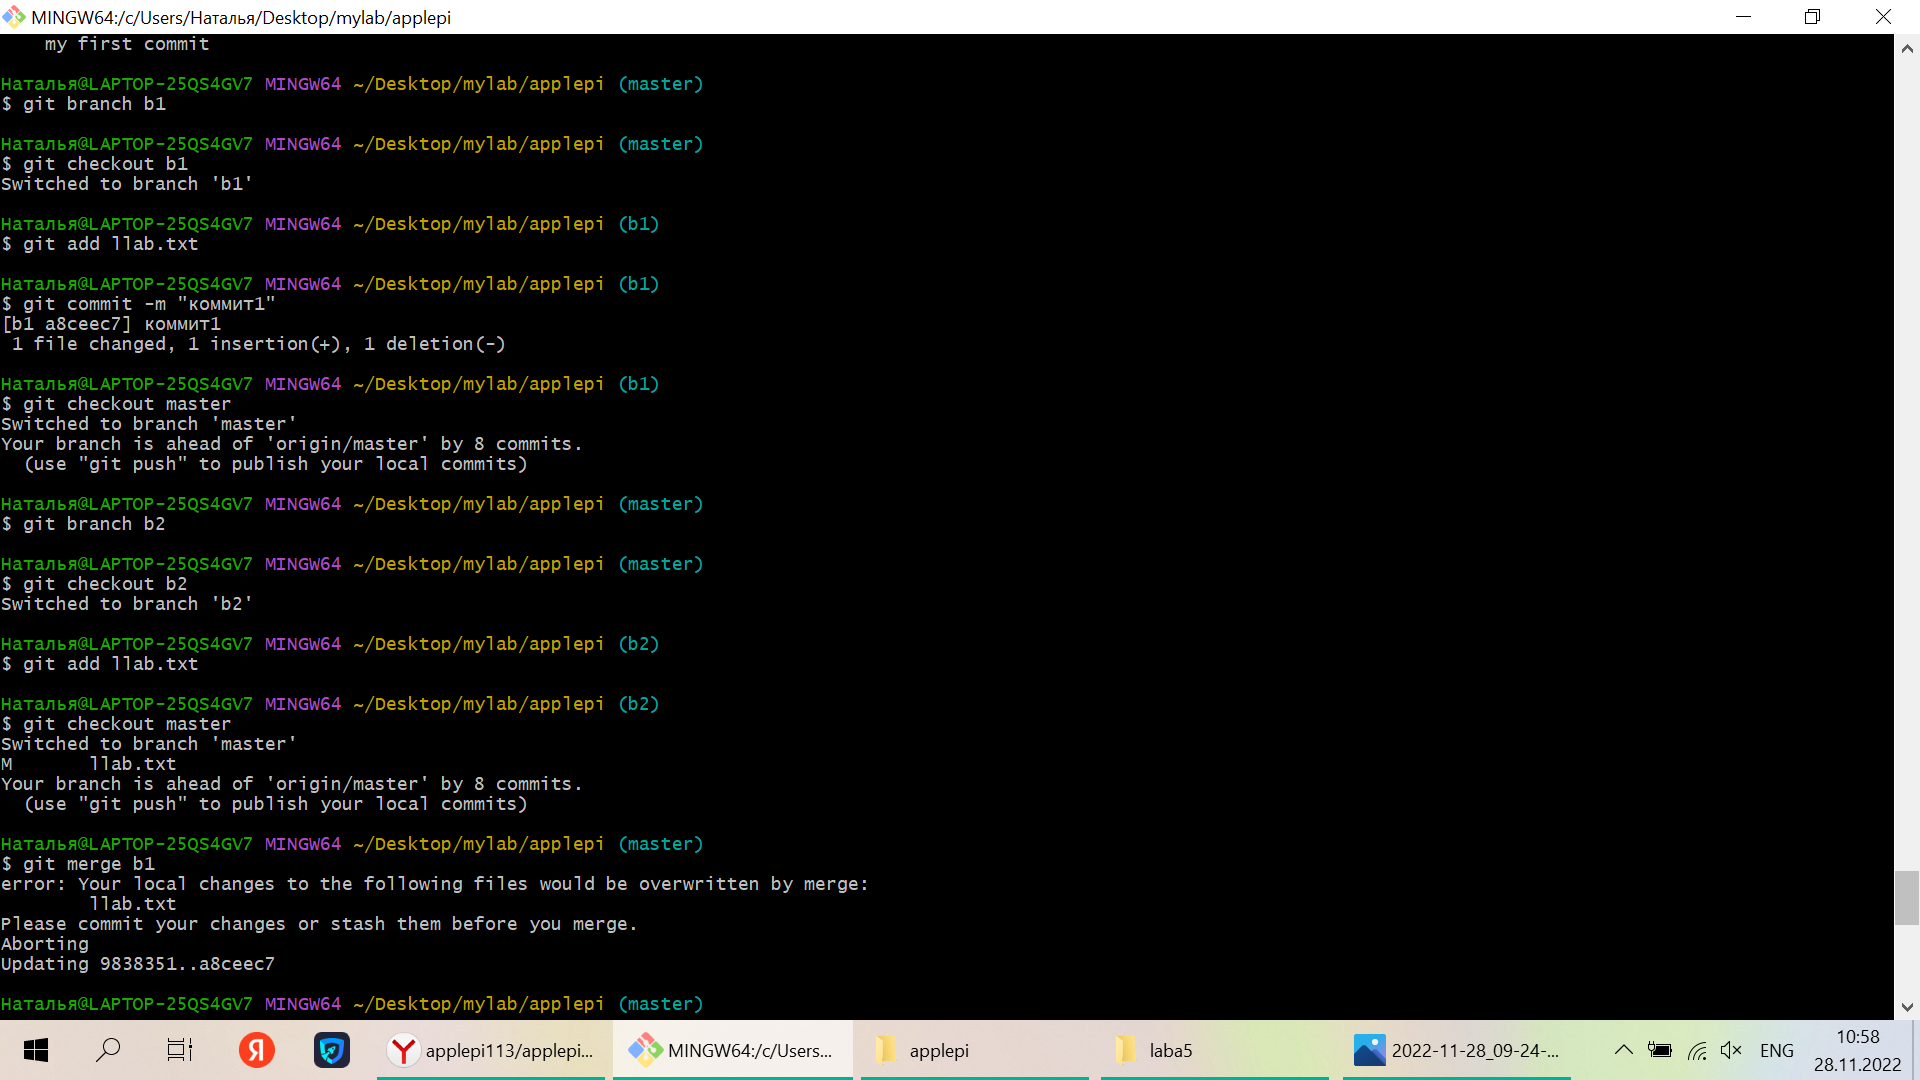 MINGW64:/c/Users/Наталья/Desktop/mylab/applepi
my first commit
Наталья@LAPTOP-25QS4GV7 MINGW64 ~/Desktop/mylab/applepi (master)
$ git branch b1
Наталья@LAPTOP-25QS4GV7 MINGW64 ~/Desktop/mylab/applepi (master)
$ git checkout b1
Switched to branch 'b1'
Наталья@LAPTOP-25QS4GV7 MINGW64 ~/Desktop/mylab/applepi (b1)
$ git add llab.txt
Наталья@LAPTOP-25QS4GV7 MINGW64 ~/Desktop/mylab/applepi (b1)
$ git commit -m "коммит1"
[b1 a8ceec7] коммит1
1 file changed, 1 insertion(+), 1 deletion(-)
Наталья@LAPTOP-25QS4GV7 MINGW64 ~/Desktop/mylab/applepi (b1)
$ git checkout master
Switched to branch 'master'
Your branch is ahead of 'origin/master' by 8 commits.
(use "git push" to publish your local commits)
Наталья@LAPTOP-25QS4GV7 MINGW64 ~/Desktop/mylab/applepi (master)
$ git branch b2
Наталья@LAPTOP-25QS4GV7 MINGW64 ~/Desktop/mylab/applepi (master)
$ git checkout b2
Switched to branch 'b2'
Наталья@LAPTOP-25QS4GV7 MINGW64 ~/Desktop/mylab/applepi (b2)
$ git add llab.txt
Наталья@LAPTOP-25QS4GV7 MINGW64 ~/Desktop/mylab/applepi (b2)
$ git checkout master
Switched to branch 'master'
M       llab.txt
Your branch is ahead of 'origin/master' by 8 commits.
(use "git push" to publish your local commits)
Наталья@LAPTOP-25QS4GV7 MINGW64 ~/Desktop/mylab/applepi (master)
$ git merge b1
error: Your local changes to the following files would be overwritten by merge:
llab.txt
Please commit your changes or stash them before you merge.
Aborting
Updating 9838351..a8ceec7
Наталья@LAPTOP-25QS4GV7 MINGW64 ~/Desktop/mylab/applepi (master)
Я
applepi113/applepi...
MINGW64:/c/Users...
applepi
laba5
2022-11-28_09-24-...
ENG
10:58
28.11.2022